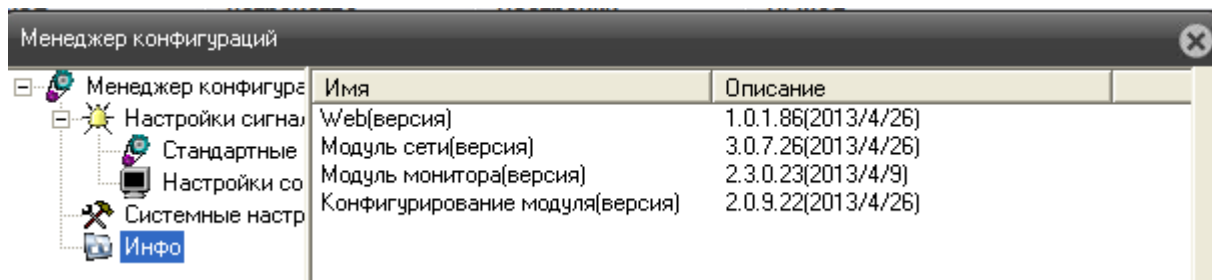 Менеджер конфигураций
Менеджер конфигура
Настройки сигнал
Стандартные
Настройки со
Системные настр
Инфо
Имя Описание
Web(версия) 1.0.1.86(2013/4/26)
Модуль сети(версия) 3.0.7.26(2013/4/26)
Модуль монитора(версия) 2.3.0.23(2013/4/9)
Конфигурирование модуля(версия) 2.0.9.22(2013/4/26)